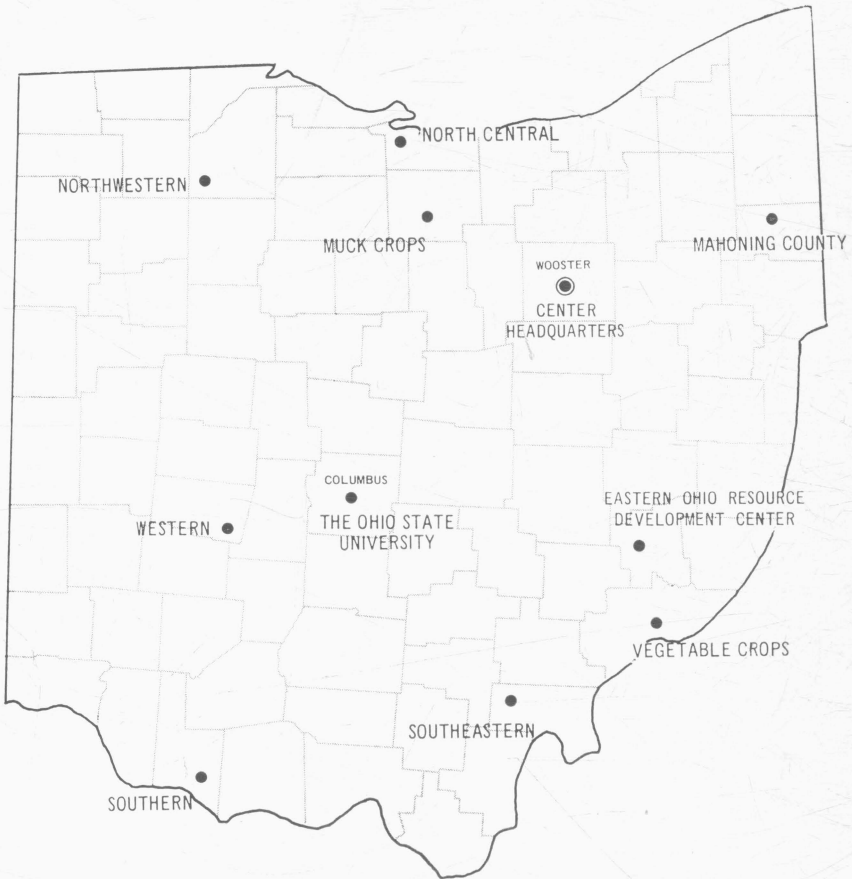 NORTH CENTRAL
NORTHWESTERN
MUCK CROPS
MAHONING COUNTY
WOOSTER
CENTER
HEADQUARTERS
COLUMBUS
THE OHIO STATE
UNIVERSITY
EASTERN OHIO RESOURCE
DEVELOPMENT CENTER
WESTERN
VEGETABLE CROPS
SOUTHEASTERN
SOUTHERN